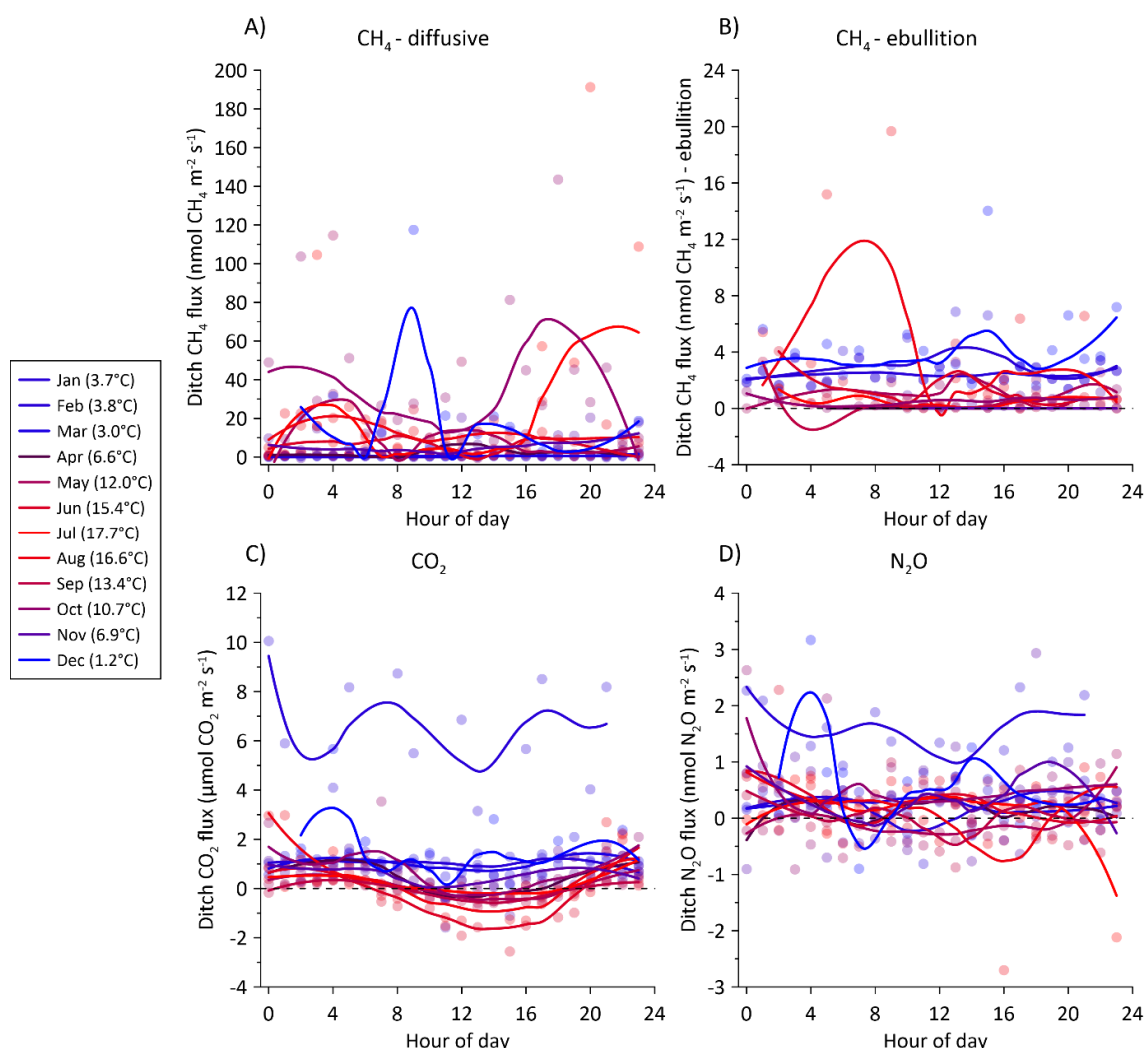 A)
CH₄ - diffusive
Ditch CH₄ flux (nmol CH₄ m⁻² s⁻¹)
200
180
160
140
120
100
80
60
40
20
0
0 4 8 12 16 20 24
Hour of day
B)
CH₄ - ebullition
Ditch CH₄ flux (nmol CH₄ m⁻² s⁻¹) - ebullition
24
20
16
12
8
4
0
-4
0 4 8 12 16 20 24
Hour of day
Jan (3.7°C)
Feb (3.8°C)
Mar (3.0°C)
Apr (6.6°C)
May (12.0°C)
Jun (15.4°C)
Jul (17.7°C)
Aug (16.6°C)
Sep (13.4°C)
Oct (10.7°C)
Nov (6.9°C)
Dec (1.2°C)
C)
CO₂
Ditch CO₂ flux (µmol CO₂ m⁻² s⁻¹)
12
10
8
6
4
2
0
-2
-4
0 4 8 12 16 20 24
Hour of day
D)
N₂O
Ditch N₂O flux (nmol N₂O m⁻² s⁻¹)
4
3
2
1
0
-1
-2
-3
0 4 8 12 16 20 24
Hour of day